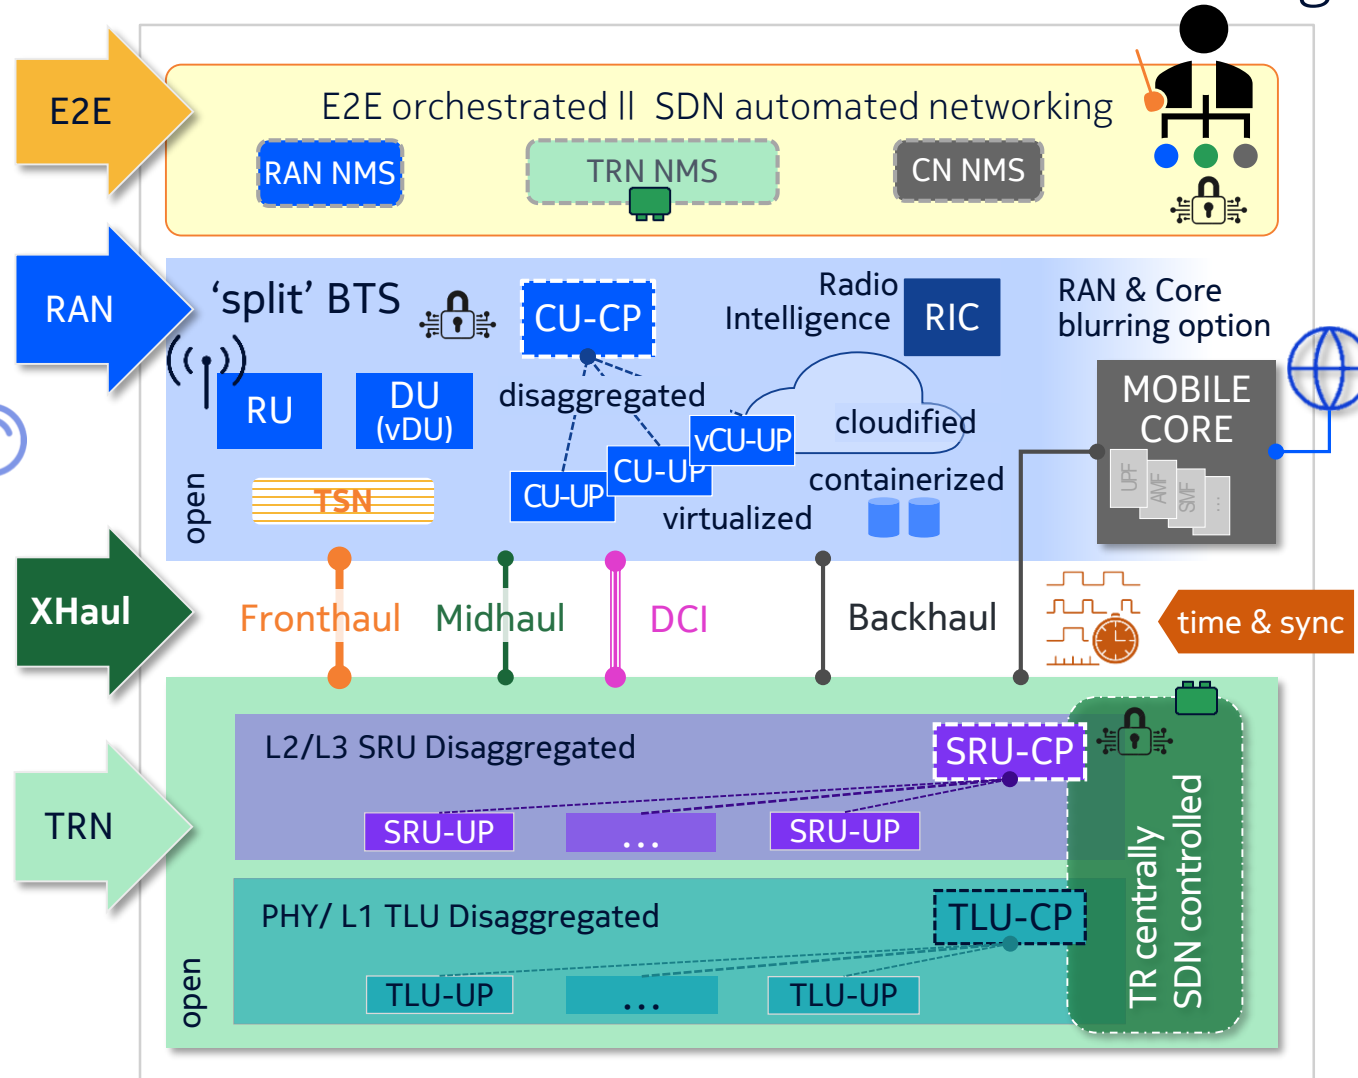 g
E2E
E2E orchestrated || SDN automated networking
RAN NMS
TRN NMS
CN NMS
RAN
'split' BTS
CU-CP
Radio
Intelligence
RIC
RAN & Core
blurring option
RU
DU
(vDU)
disaggregated
vCU-UP
cloudified
MOBILE
CORE
CU-UP
CU-UP
containerized
UPF
AMF
SMF
...
open
TSN
virtualized
XHaul
Fronthaul
Midhaul
DCI
Backhaul
time & sync
TRN
L2/L3 SRU Disaggregated
SRU-CP
SRU-UP
...
SRU-UP
PHY/ L1 TLU Disaggregated
TLU-CP
TLU-UP
...
TLU-UP
open
TR centrally
SDN controlled